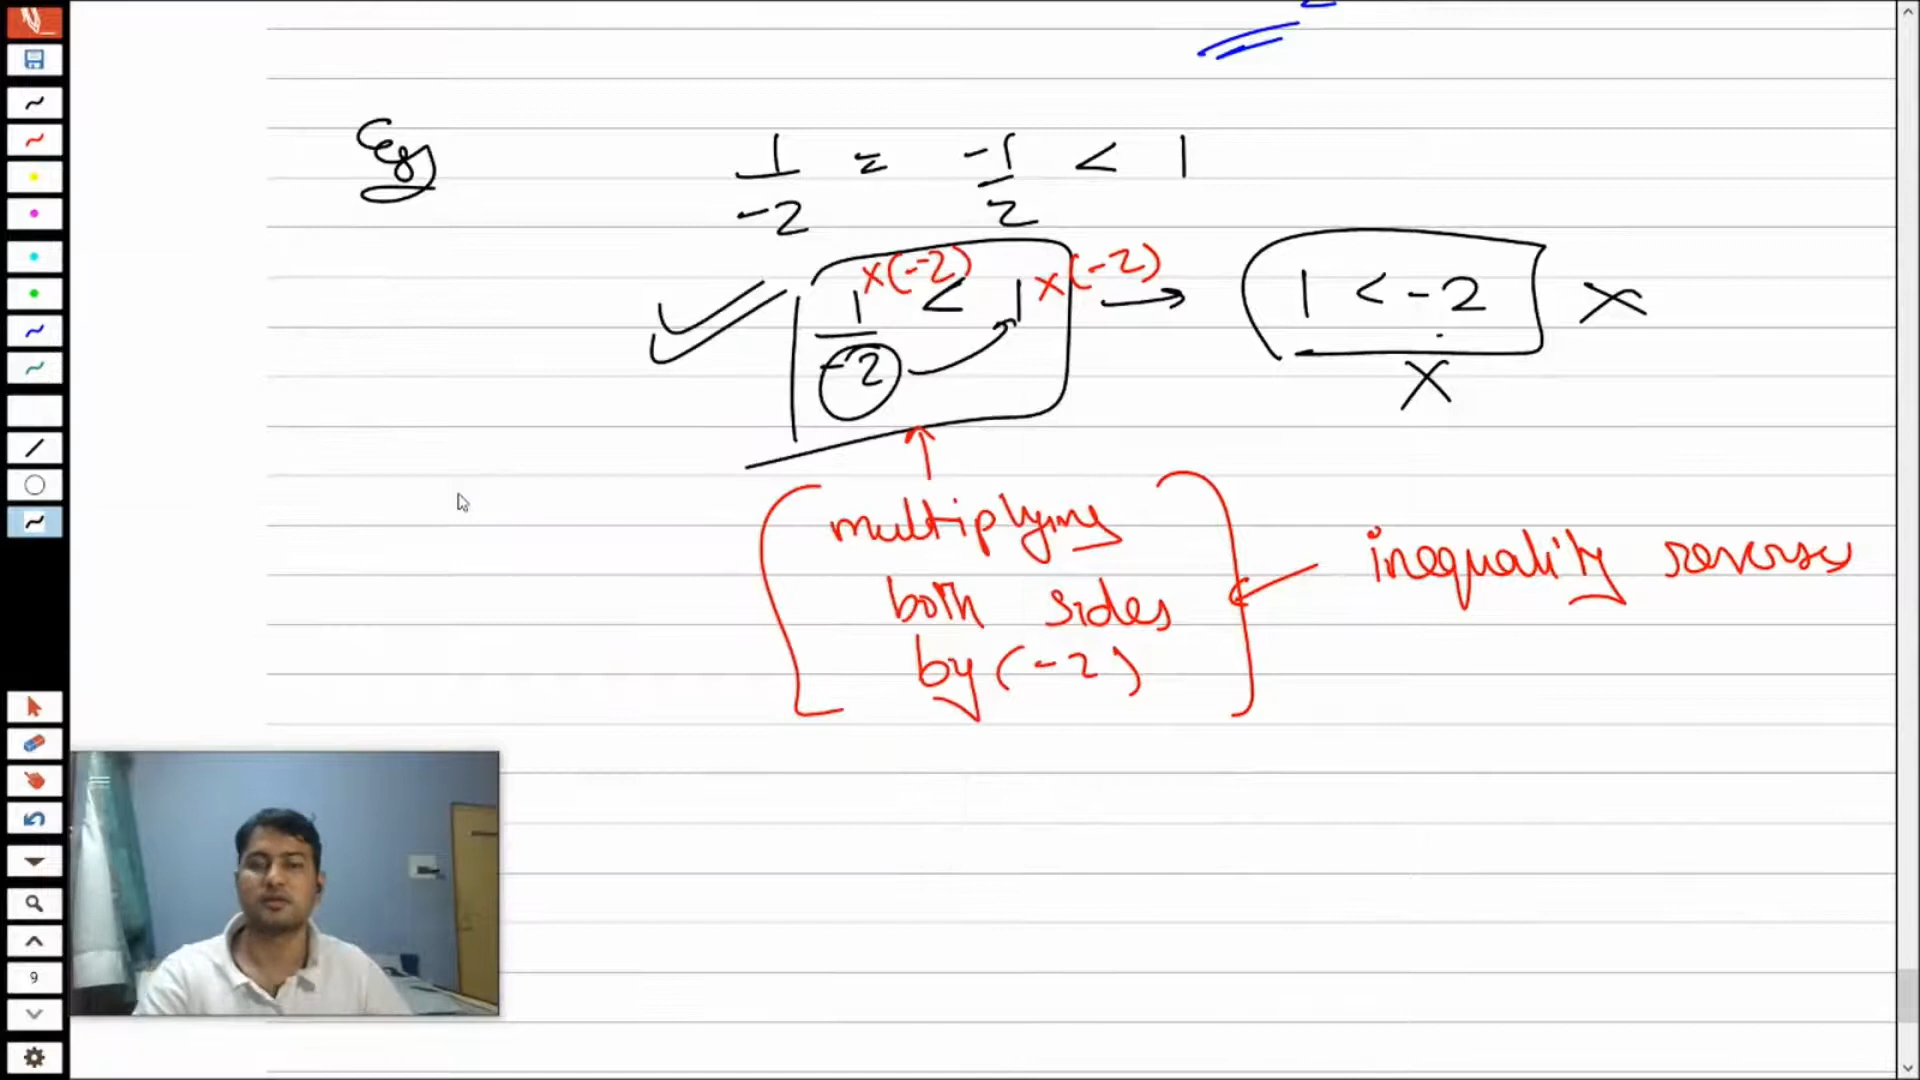 Eg,
1/-2 = -1/2 < 1
1/-2 x(-2) < 1 x(-2) → 1 < -2 X
X
multiplying
both sides
by (-2)
inequality reverses
9